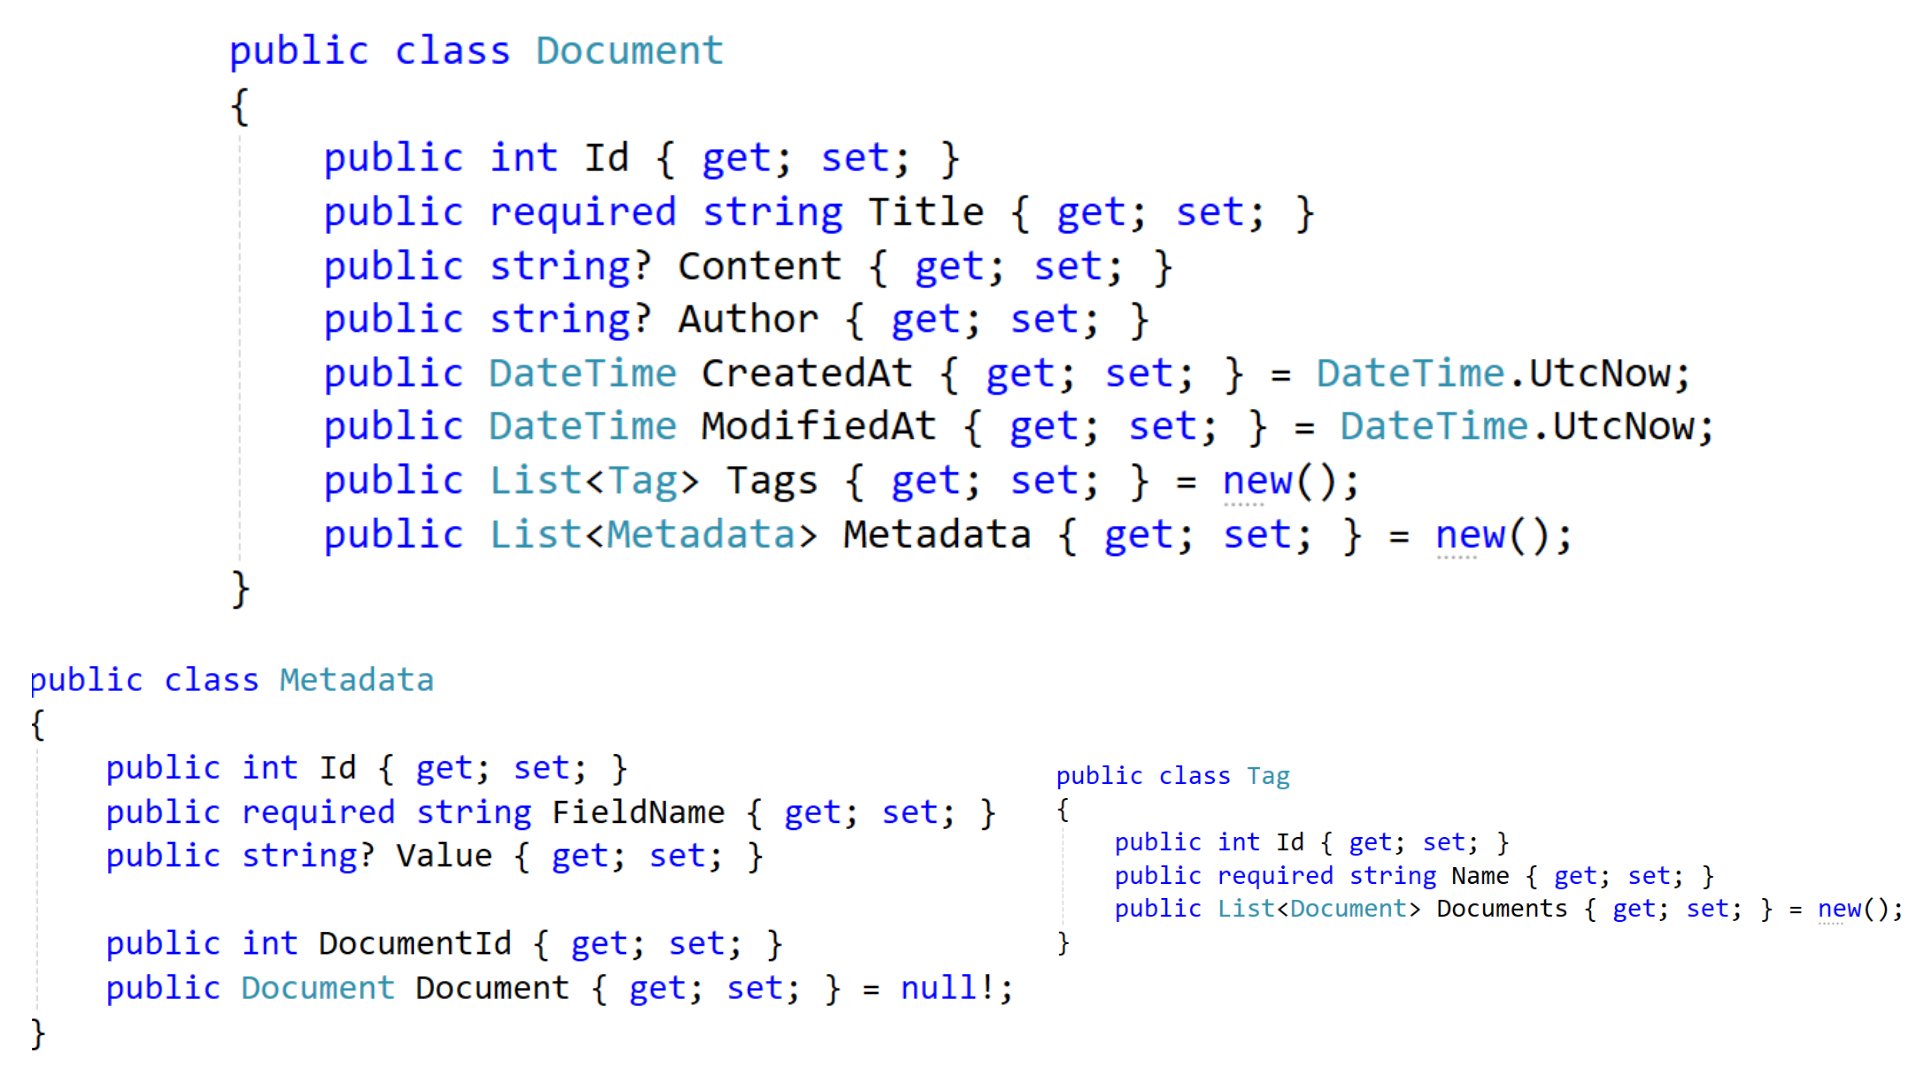 public class Document
{
public int Id { get; set; }
public required string Title { get; set; }
public string? Content { get; set; }
public string? Author { get; set; }
public DateTime CreatedAt { get; set; } = DateTime.UtcNow;
public DateTime ModifiedAt { get; set; } = DateTime.UtcNow;
public List<Tag> Tags { get; set; } = new();
public List<Metadata> Metadata { get; set; } = new();
}
public class Metadata
{
public int Id { get; set; }
public required string FieldName { get; set; }
public string? Value { get; set; }
public int DocumentId { get; set; }
public Document Document { get; set; } = null!;
}
public class Tag
{
public int Id { get; set; }
public required string Name { get; set; }
public List<Document> Documents { get; set; } = new();
}